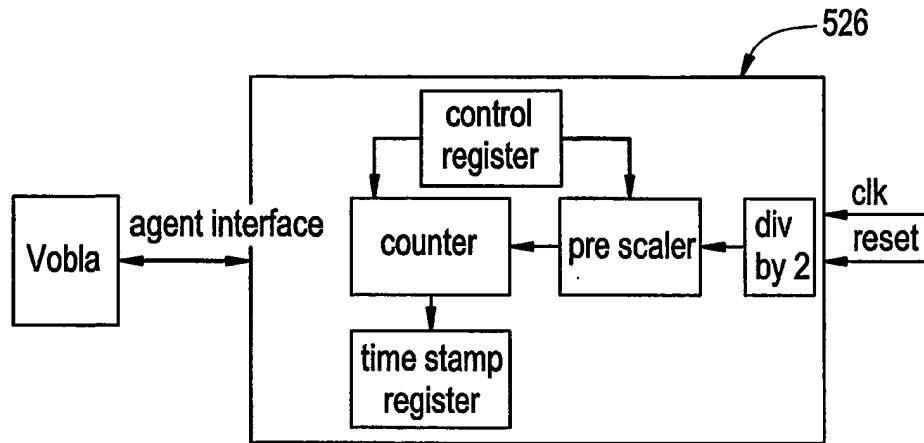 526
control
register
clk
agent interface
counter
pre scaler
div
by 2
reset
Vobla
time stamp
register